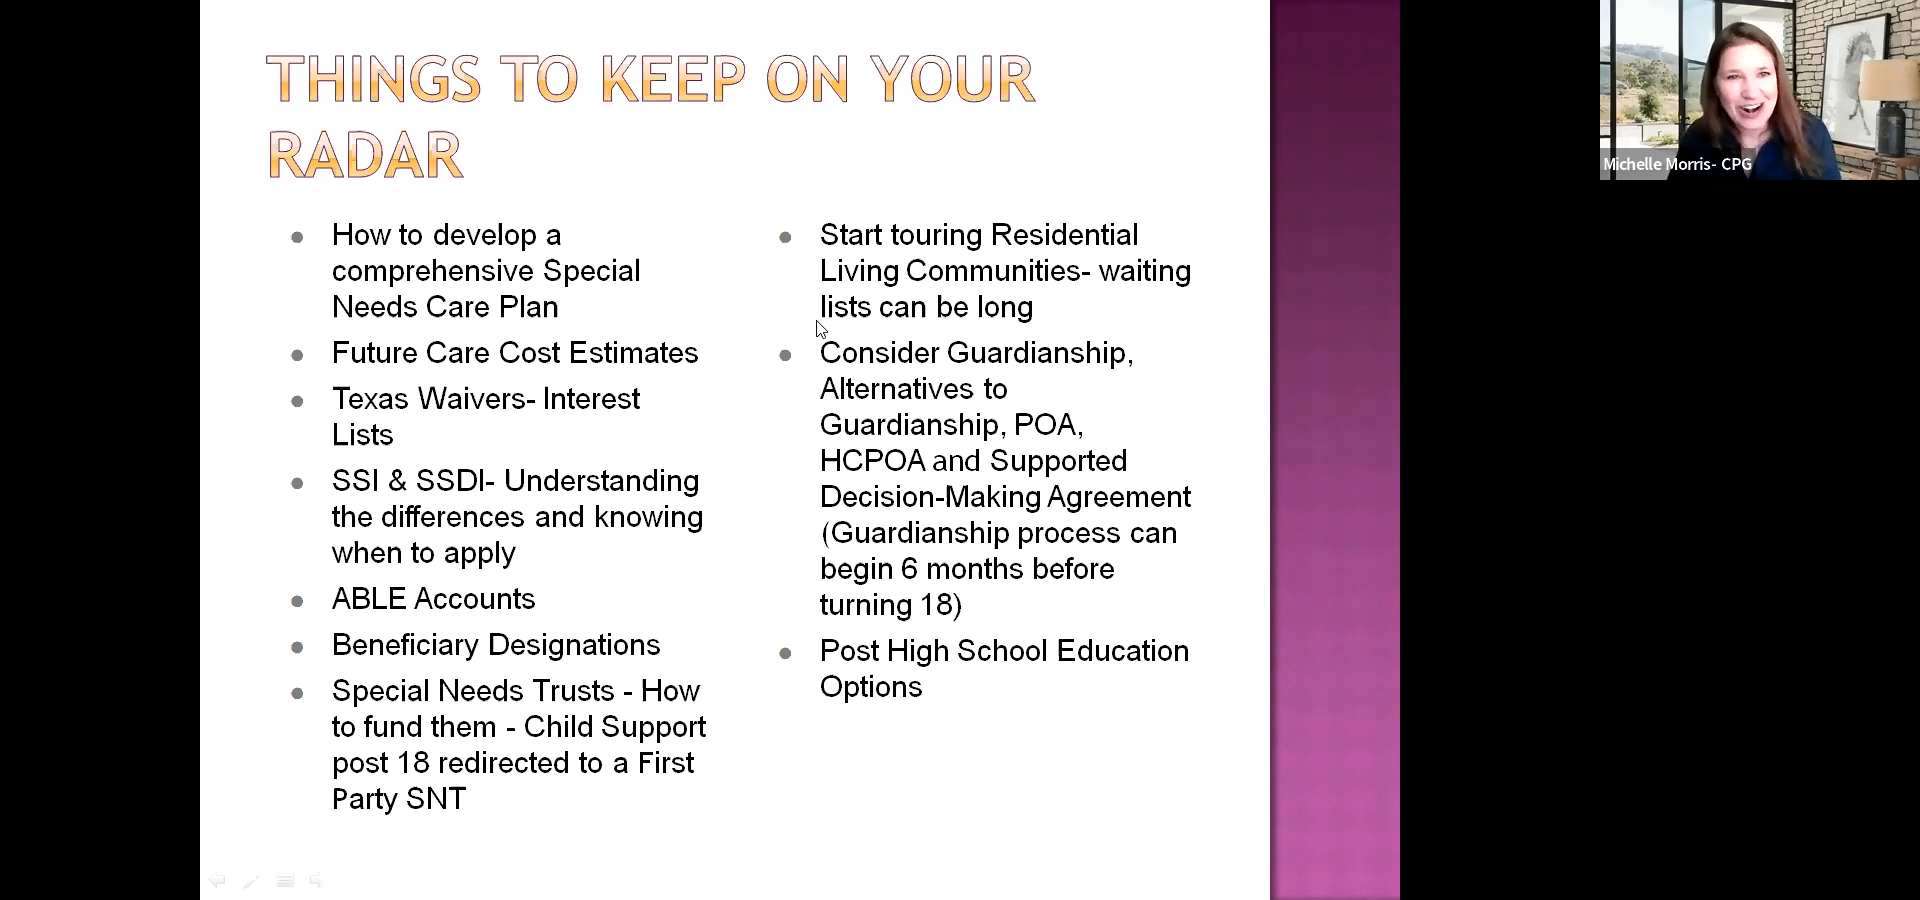 THINGS TO KEEP ON YOUR
RADAR
How to develop a
comprehensive Special
Needs Care Plan
Future Care Cost Estimates
Texas Waivers- Interest
Lists
SSI & SSDI- Understanding
the differences and knowing
when to apply
ABLE Accounts
Beneficiary Designations
Special Needs Trusts - How
to fund them - Child Support
post 18 redirected to a First
Party SNT
Start touring Residential
Living Communities- waiting
lists can be long
Consider Guardianship,
Alternatives to
Guardianship, POA,
HCPOA and Supported
Decision-Making Agreement
(Guardianship process can
begin 6 months before
turning 18)
Post High School Education
Options
Michelle Morris- CPG